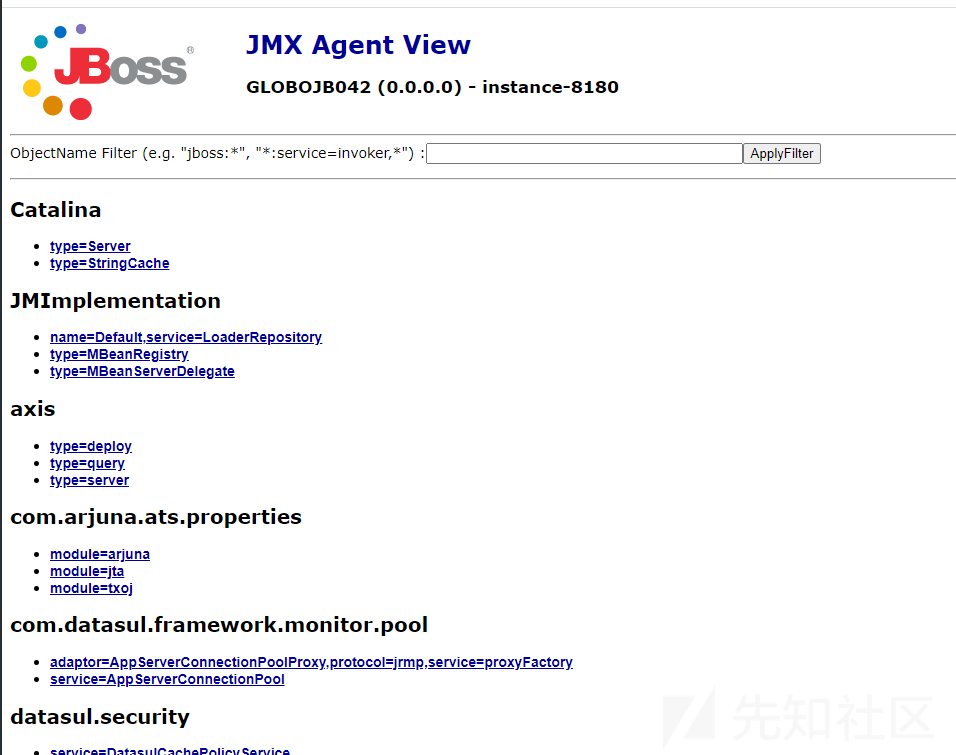 JBoss®
JMX Agent View
GLOBOJB042 (0.0.0.0) - instance-8180
ObjectName Filter (e.g. "jboss:*", "*:service=invoker,*") : ApplyFilter
Catalina
type=Server
type=StringCache
JMImplementation
name=Default,service=LoaderRepository
type=MBeanRegistry
type=MBeanServerDelegate
axis
type=deploy
type=query
type=server
com.arjuna.ats.properties
module=arjuna
module=jta
module=txoj
com.datasul.framework.monitor.pool
adaptor=AppServerConnectionPoolProxy,protocol=jrmp,service=proxyFactory
service=AppServerConnectionPool
datasul.security
service=DatasulCachePolicyService
先知社区